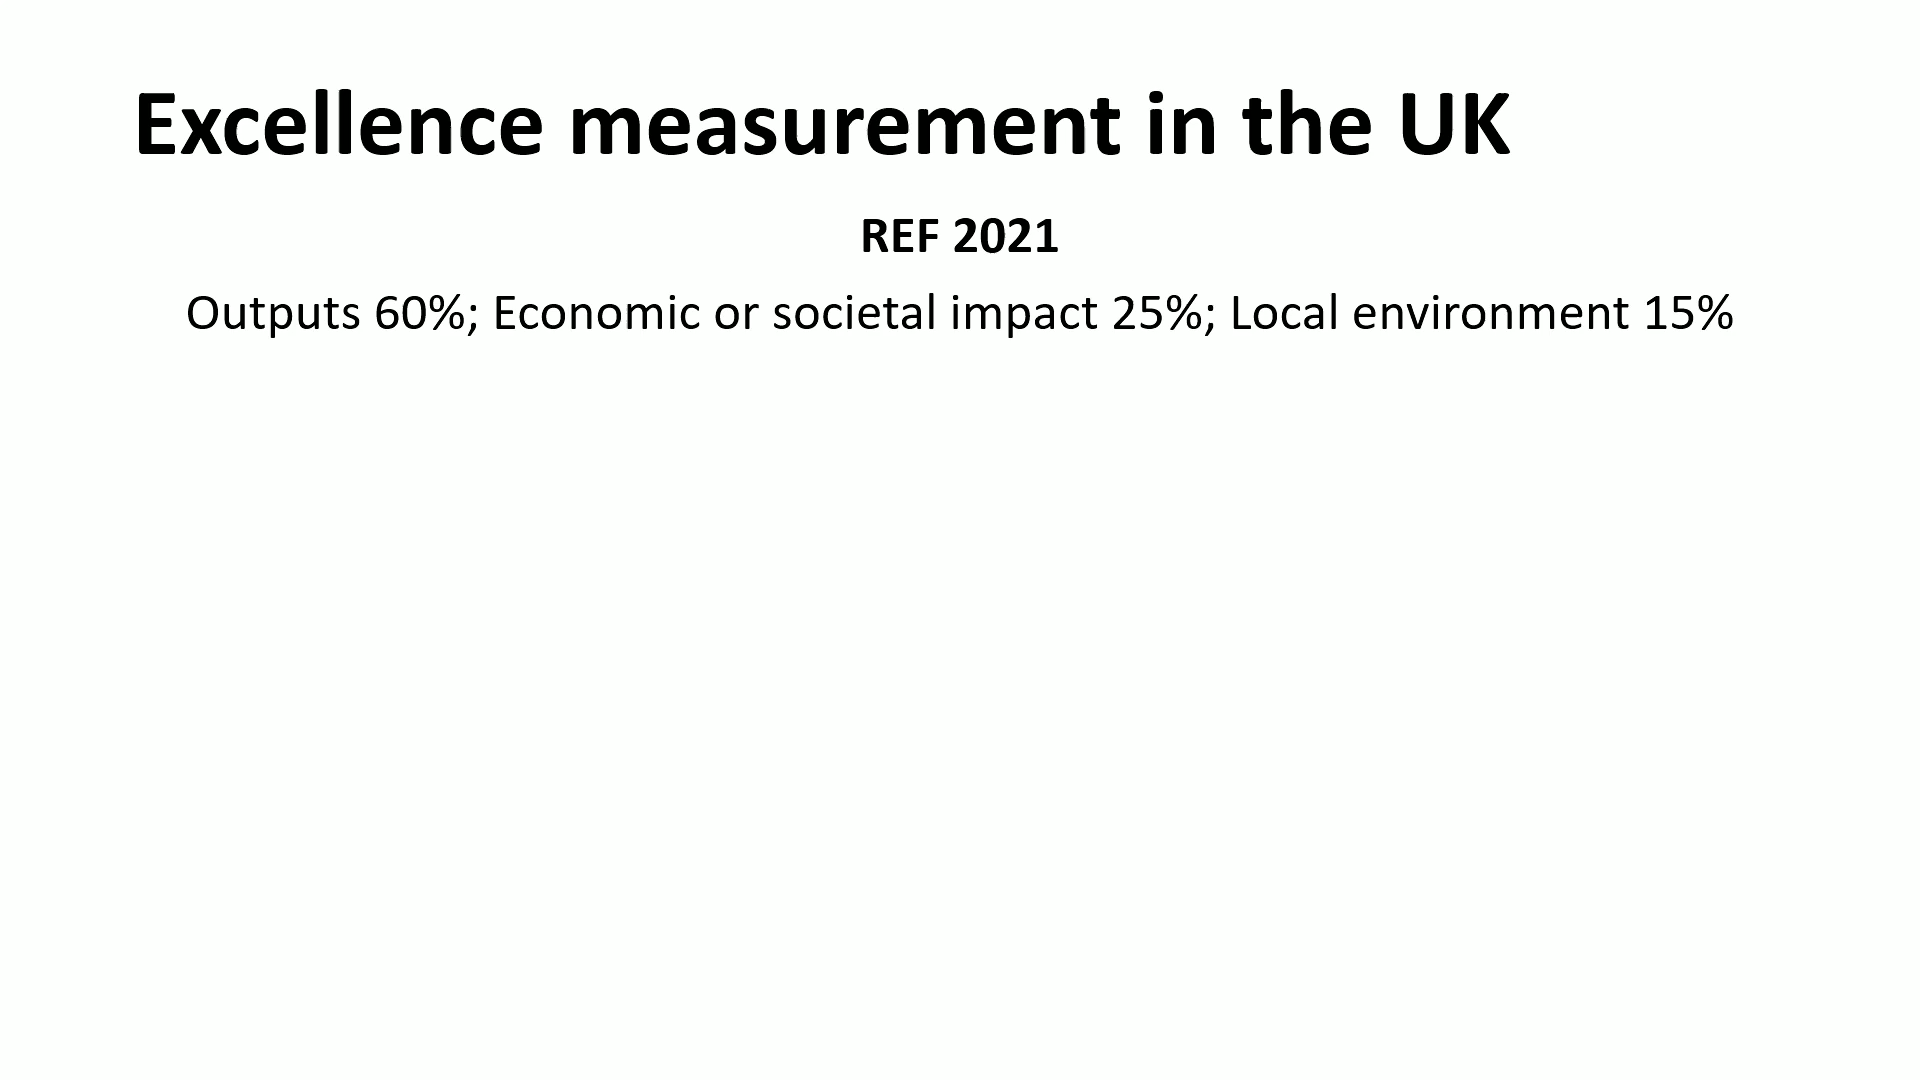 Excellence measurement in the UK
REF 2021
Outputs 60%; Economic or societal impact 25%; Local environment 15%